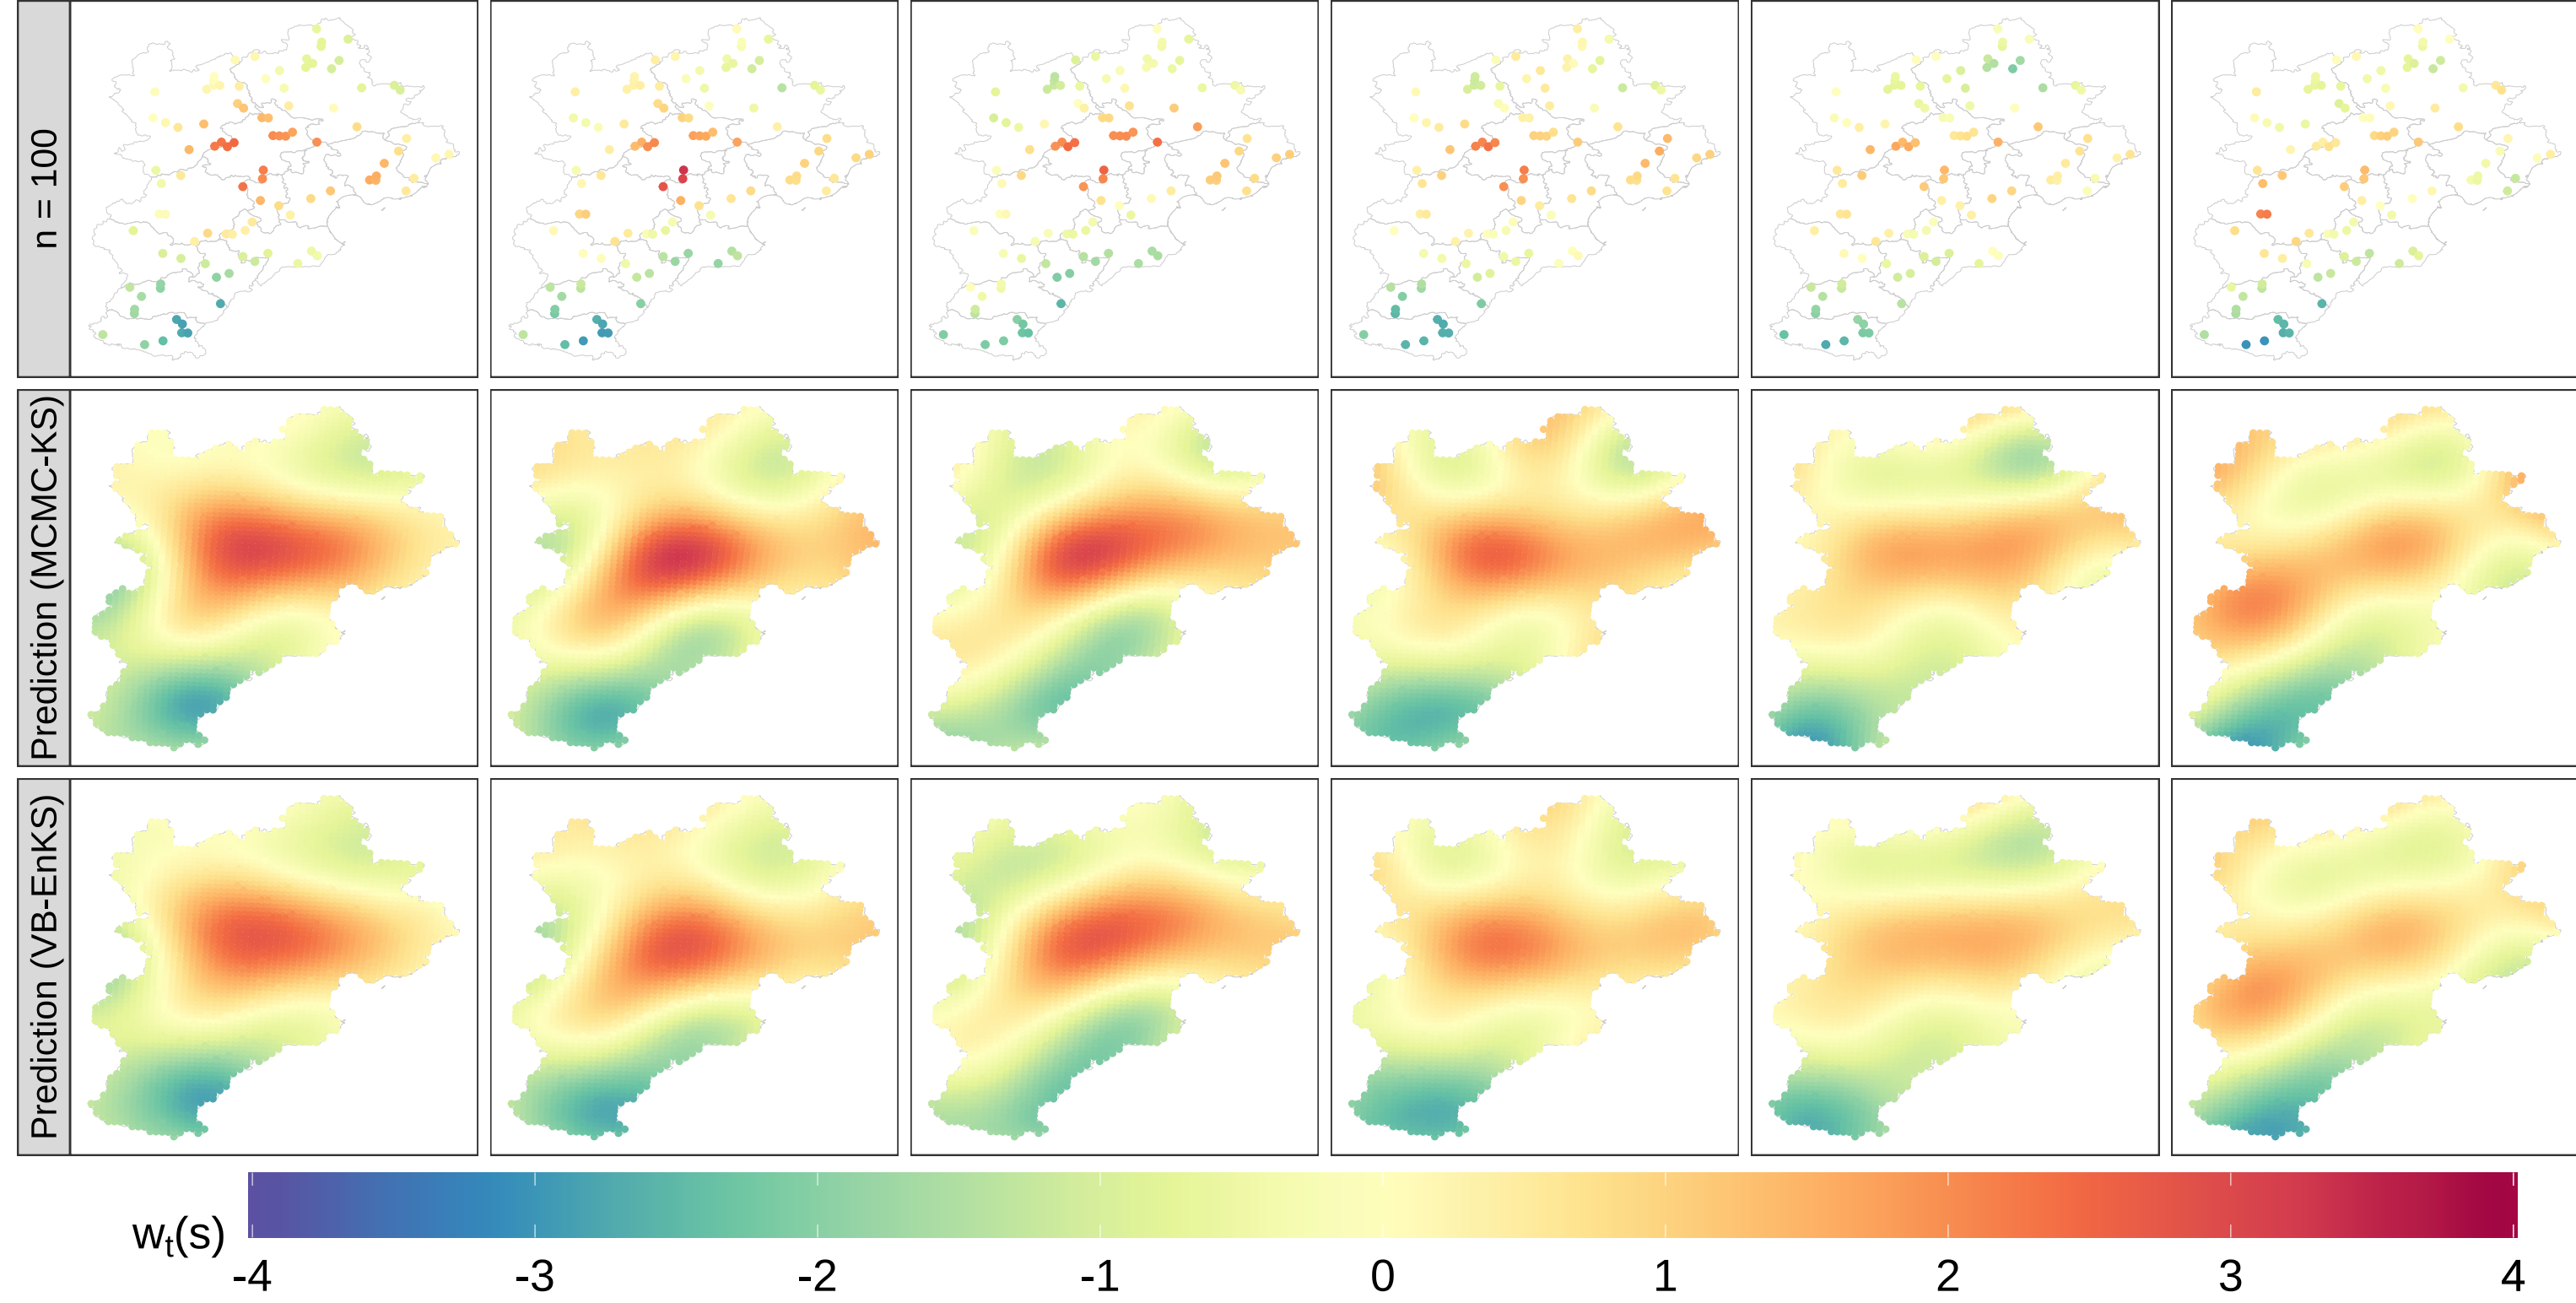 n = 100
Prediction (MCMC-KS)
Prediction (VB-EnKS)
wt(s)
-4 -3 -2 -1 0 1 2 3 4